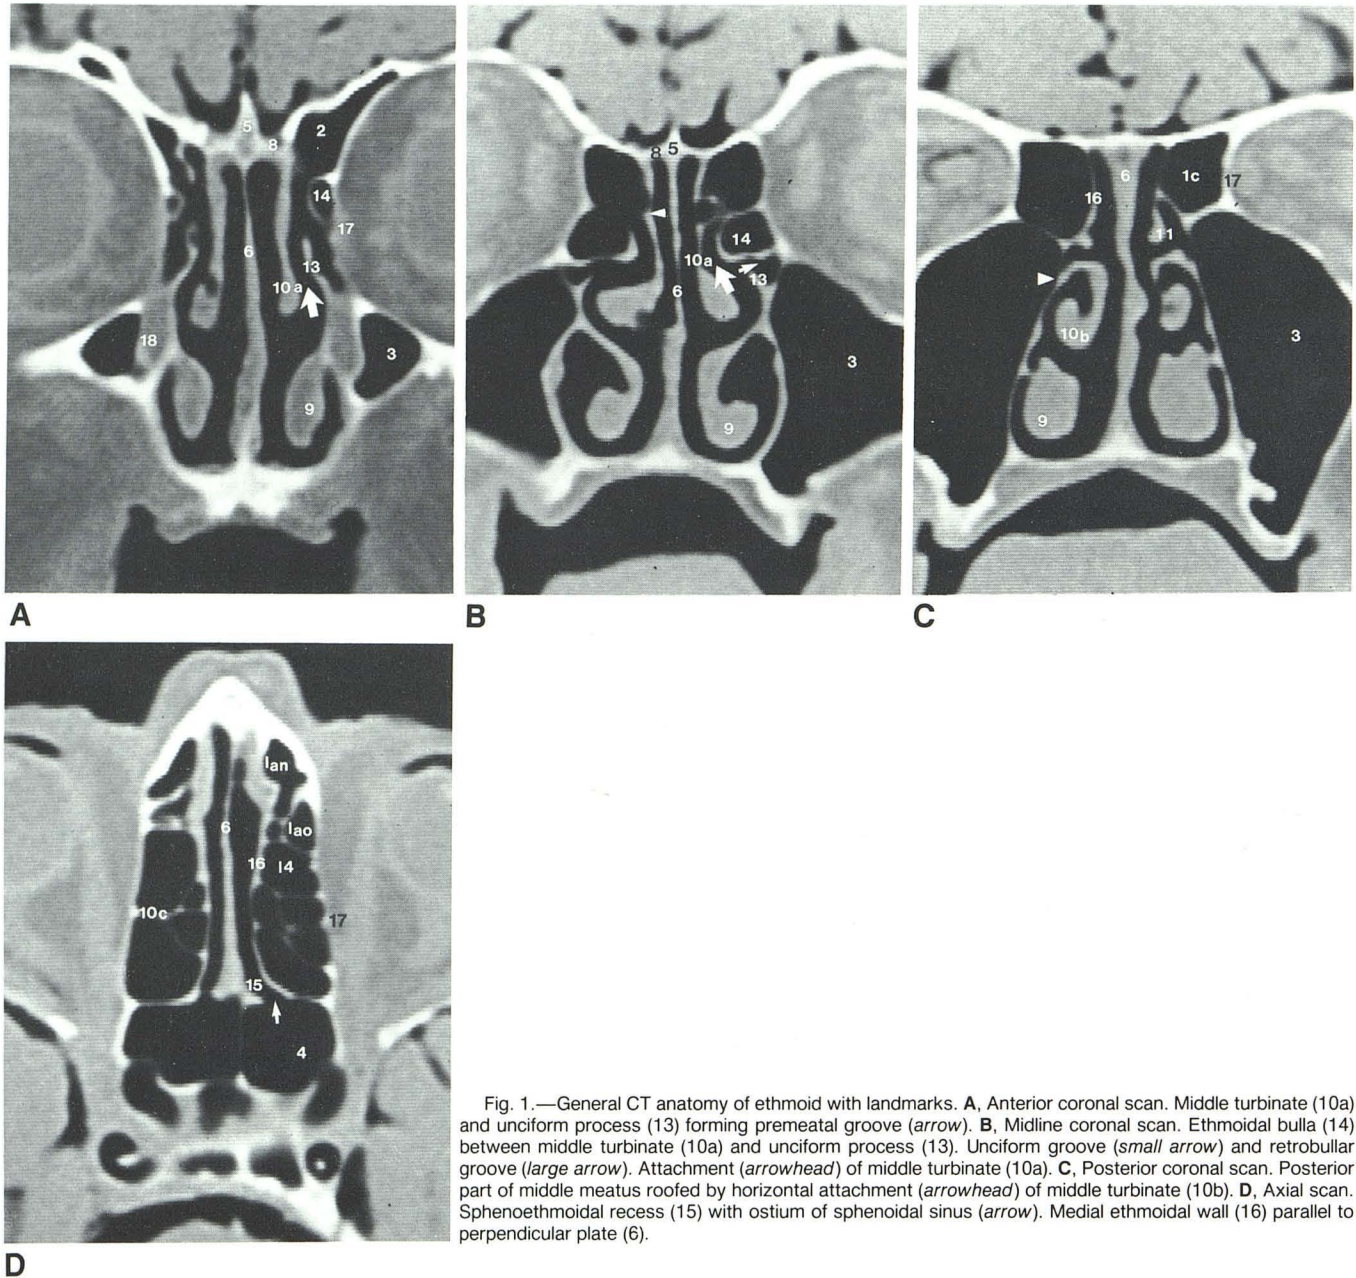 5
2
8
14
17
6
13
10a
18
3
9
A
8 5
14
10a
13
6
3
9
B
6
1c
17
16
11
10b
3
9
C
Ian
Iao
6
16
I4
10c
17
15
4
D
Fig. 1.—General CT anatomy of ethmoid with landmarks. A, Anterior coronal scan. Middle turbinate (10a)
and unciform process (13) forming premeatal groove (arrow). B, Midline coronal scan. Ethmoidal bulla (14)
between middle turbinate (10a) and unciform process (13). Unciform groove (small arrow) and retrobullar
groove (large arrow). Attachment (arrowhead) of middle turbinate (10a). C, Posterior coronal scan. Posterior
part of middle meatus roofed by horizontal attachment (arrowhead) of middle turbinate (10b). D, Axial scan.
Sphenoethmoidal recess (15) with ostium of sphenoidal sinus (arrow). Medial ethmoidal wall (16) parallel to
perpendicular plate (6).